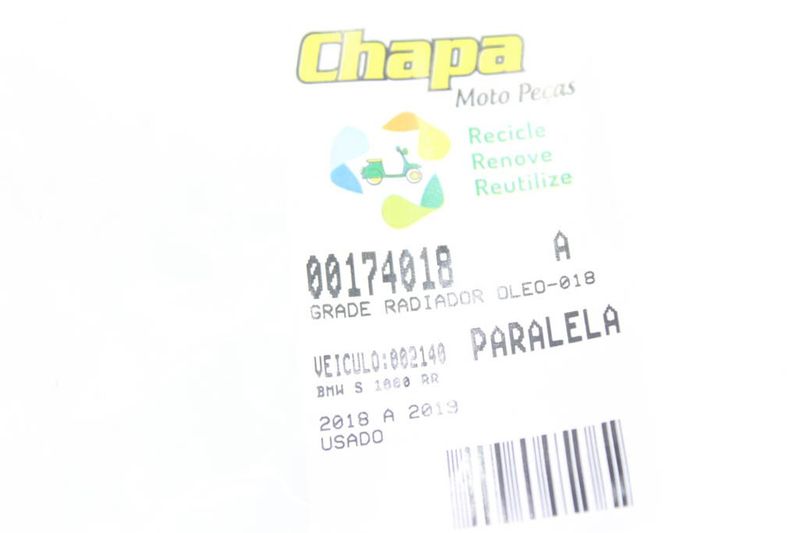 Chapa
Moto Peças
Recicle
Renove
Reutilize
00174018 A
GRADE RADIADOR OLEO-018
VEICULO:002140 PARALELA
BMW S 1000 RR
2018 A 2019
USADO